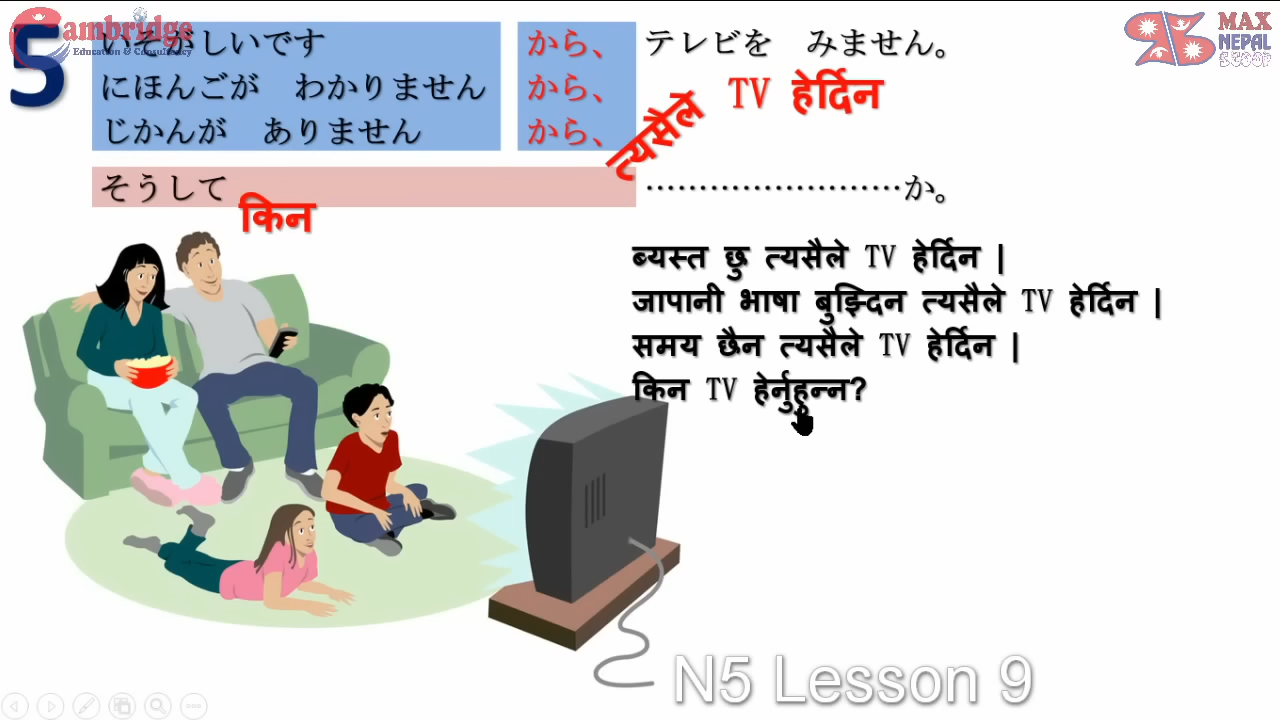 5
Cambridge
Education & Consultancy
MAX
NEPAL
SCOOP
いそがしいです から、 テレビを みません。
にほんごが わかりません から、
じかんが ありません から、
त्यसैले TV हेर्दिन
そうして ……………………か。
किन
ब्यस्त छु त्यसैले TV हेर्दिन |
जापानी भाषा बुझ्दिन त्यसैले TV हेर्दिन |
समय छैन त्यसैले TV हेर्दिन |
किन TV हेर्नुहुन्न?
N5 Lesson 9